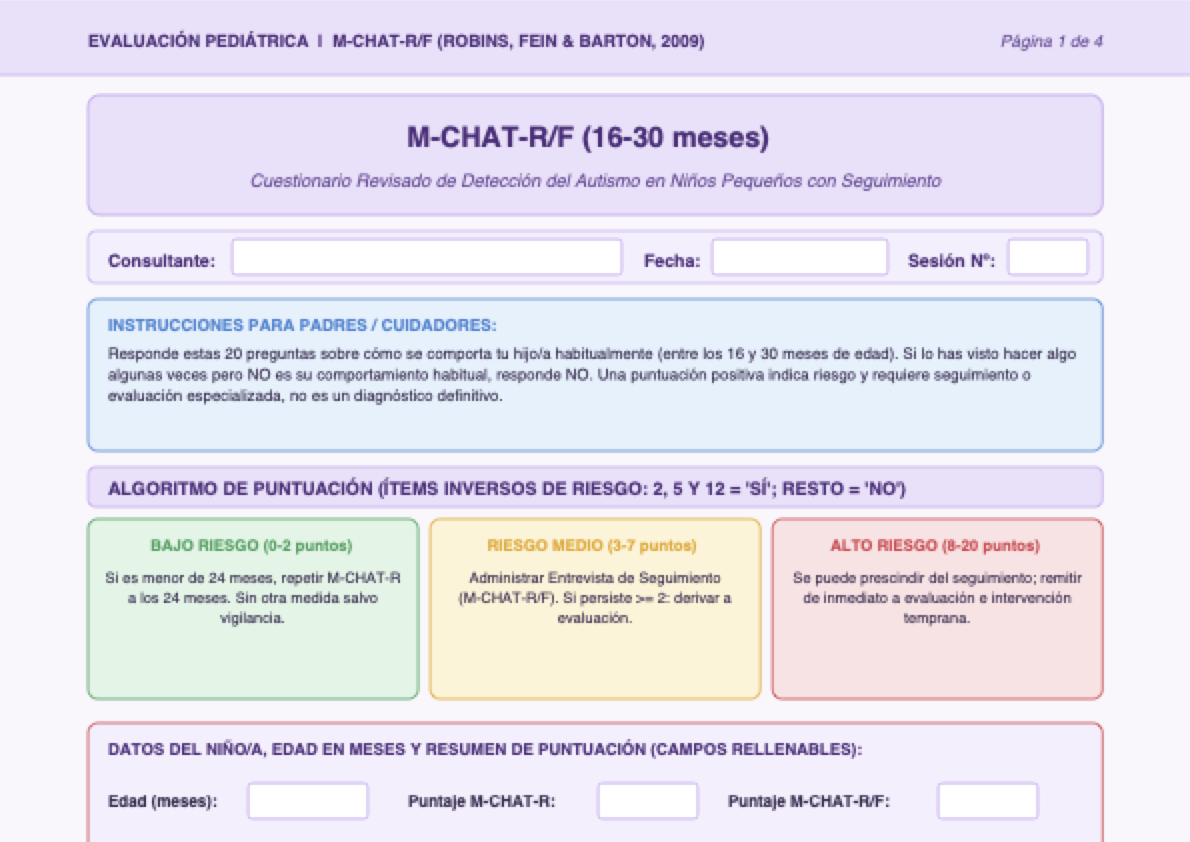 EVALUACIÓN PEDIÁTRICA | M-CHAT-R/F (ROBINS, FEIN & BARTON, 2009)
Página 1 de 4
M-CHAT-R/F (16-30 meses)
Cuestionario Revisado de Detección del Autismo en Niños Pequeños con Seguimiento
Consultante:
Fecha:
Sesión Nº:
INSTRUCCIONES PARA PADRES / CUIDADORES:
Responde estas 20 preguntas sobre cómo se comporta tu hijo/a habitualmente (entre los 16 y 30 meses de edad). Si lo has visto hacer algo
algunas veces pero NO es su comportamiento habitual, responde NO. Una puntuación positiva indica riesgo y requiere seguimiento o
evaluación especializada, no es un diagnóstico definitivo.
ALGORITMO DE PUNTUACIÓN (ÍTEMS INVERSOS DE RIESGO: 2, 5 Y 12 = 'SÍ'; RESTO = 'NO')
BAJO RIESGO (0-2 puntos)
Si es menor de 24 meses, repetir M-CHAT-R
a los 24 meses. Sin otra medida salvo
vigilancia.
RIESGO MEDIO (3-7 puntos)
Administrar Entrevista de Seguimiento
(M-CHAT-R/F). Si persiste >= 2: derivar a
evaluación.
ALTO RIESGO (8-20 puntos)
Se puede prescindir del seguimiento; remitir
de inmediato a evaluación e intervención
temprana.
DATOS DEL NIÑO/A, EDAD EN MESES Y RESUMEN DE PUNTUACIÓN (CAMPOS RELLENABLES):
Edad (meses):
Puntaje M-CHAT-R:
Puntaje M-CHAT-R/F: